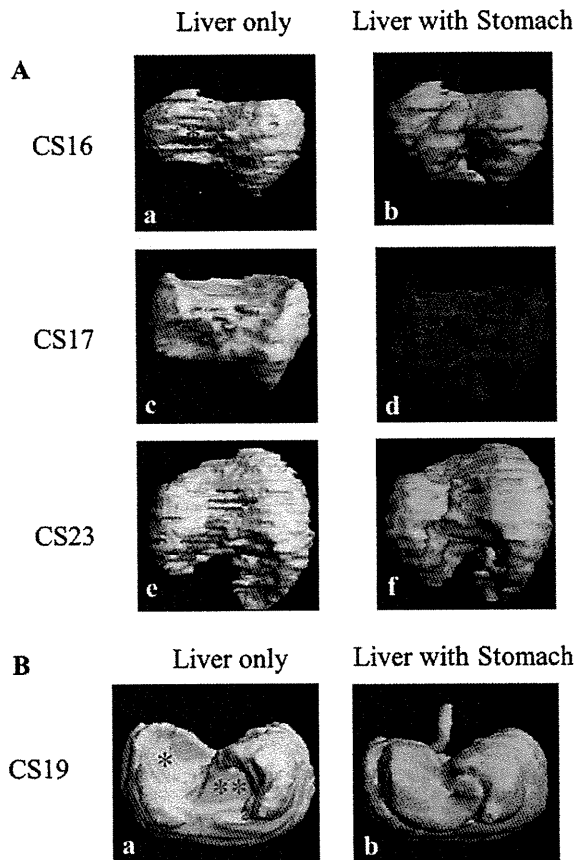 Liver only Liver with Stomach
A
CS16
a b
CS17
c d
CS23
e f
Liver only Liver with Stomach
B
CS19
* **
a b